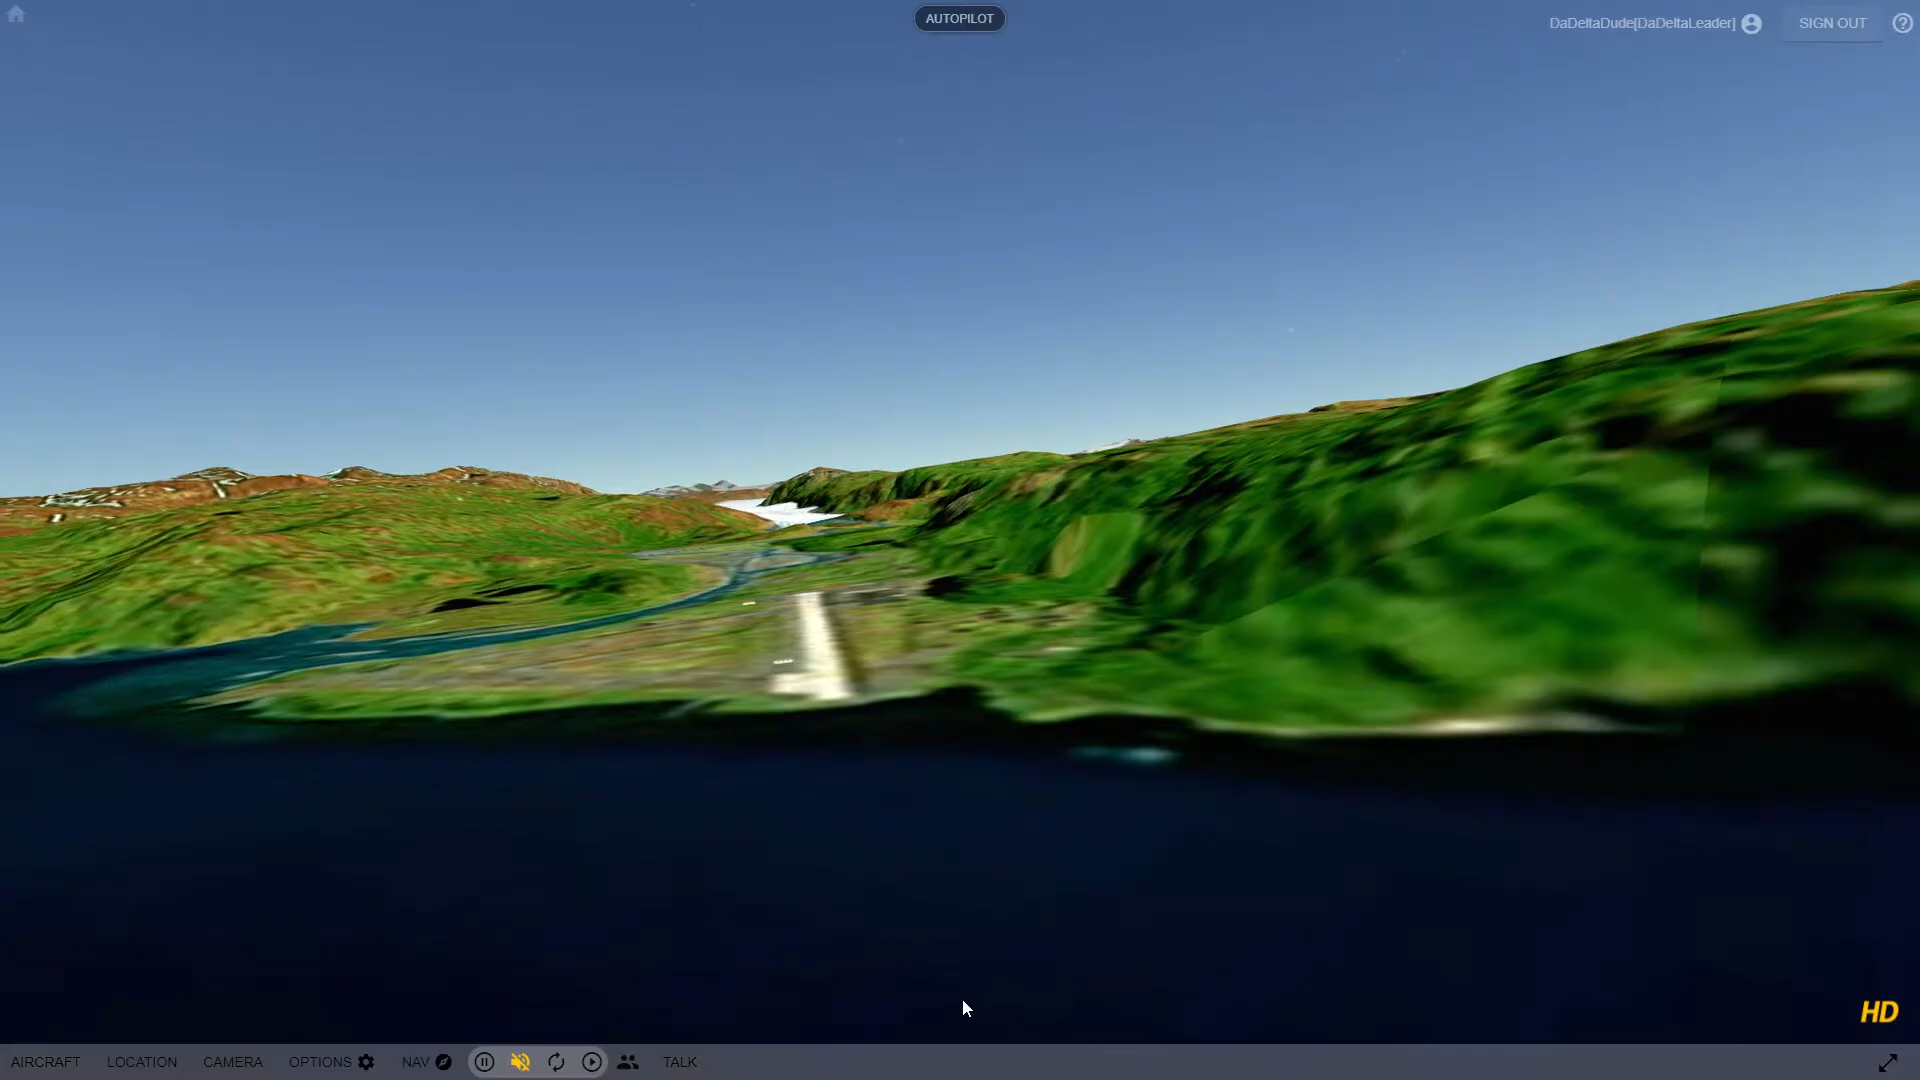 AUTOPILOT
DaDeltaDude[DaDeltaLeader]
SIGN OUT
HD
AIRCRAFT
LOCATION
CAMERA
OPTIONS
NAV
TALK